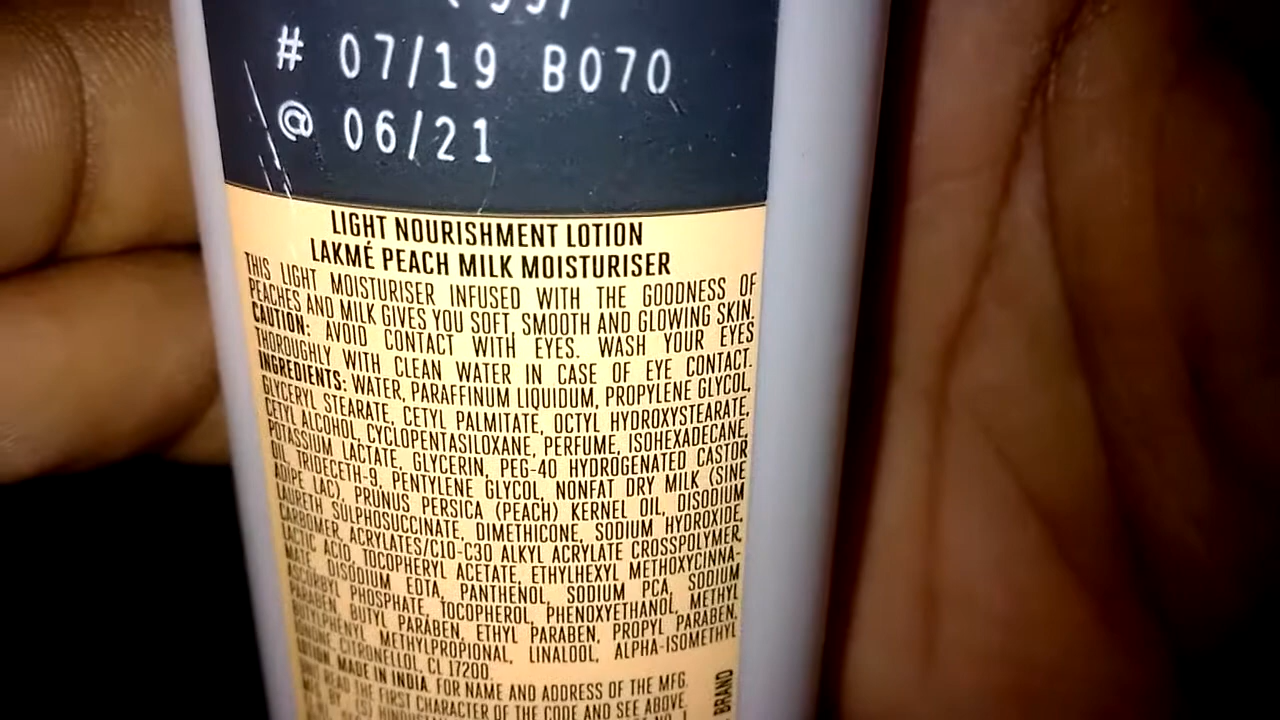 # 07/19 B070
@ 06/21
LIGHT NOURISHMENT LOTION
LAKMÉ PEACH MILK MOISTURISER
THIS LIGHT MOISTURISER INFUSED WITH THE GOODNESS OF
PEACHES AND MILK GIVES YOU SOFT, SMOOTH AND GLOWING SKIN.
CAUTION: AVOID CONTACT WITH EYES. WASH YOUR EYES
THOROUGHLY WITH CLEAN WATER IN CASE OF EYE CONTACT.
INGREDIENTS: WATER, PARAFFINUM LIQUIDUM, PROPYLENE GLYCOL,
GLYCERYL STEARATE, CETYL PALMITATE, OCTYL HYDROXYSTEARATE,
CETYL ALCOHOL, CYCLOPENTASILOXANE, PERFUME, ISOHEXADECANE,
POTASSIUM LACTATE, GLYCERIN, PEG-40 HYDROGENATED CASTOR
OIL, TRIDECETH-9, PENTYLENE GLYCOL, NONFAT DRY MILK (SINE
ADIPE LAC), PRUNUS PERSICA (PEACH) KERNEL OIL, DISODIUM
LAUPETH SULPHOSUCCINATE, DIMETHICONE, SODIUM HYDROXIDE,
CARBOMER, ACRYLATES/C10-C30 ALKYL ACRYLATE CROSSPOLYMER,
LACTIC ACID, TOCOPHERYL ACETATE, ETHYLHEXYL METHOXYCINNA-
MATE, DISODIUM EDTA, PANTHENOL, SODIUM PCA, SODIUM
ASCORBYL PHOSPHATE, TOCOPHEROL, PHENOXYETHANOL, METHYL
PARABEN, BUTYL PARABEN, ETHYL PARABEN, PROPYL PARABEN,
BUTYLPHENYL METHYLPROPIONAL, LINALOOL, ALPHA-ISOMETHYL
IONONE, CITRONELLOL, CI 17200.
LOTION. MADE IN INDIA. FOR NAME AND ADDRESS OF THE MFG.
READ THE FIRST CHARACTER OF THE CODE AND SEE ABOVE.
BRAND